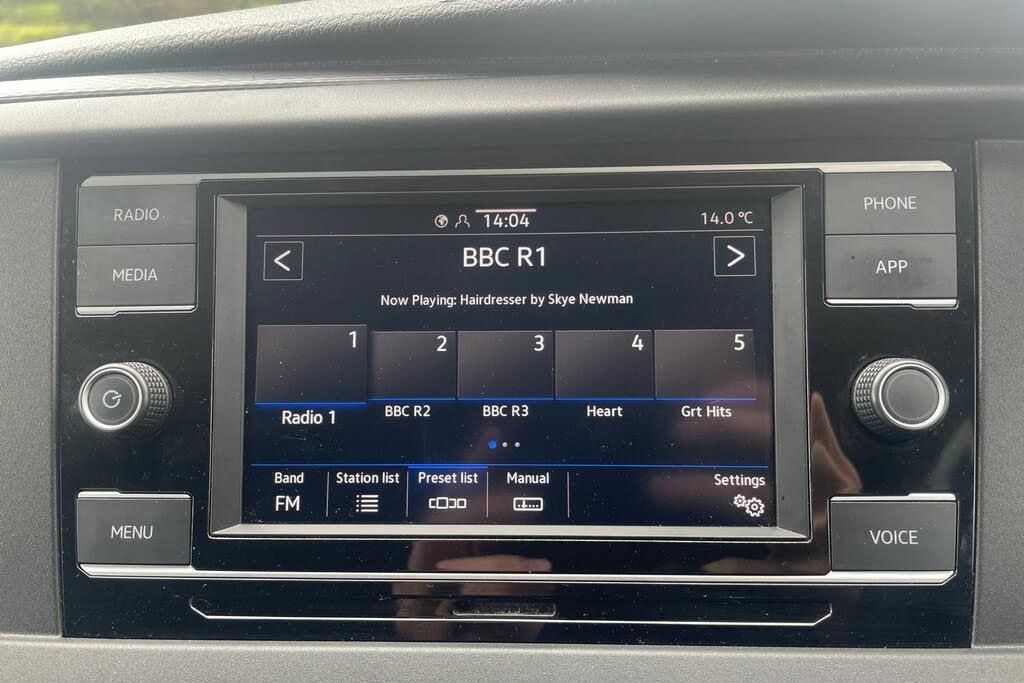 RADIO
MEDIA
MENU
14:04
14.0 °C
< BBC R1 >
Now Playing: Hairdresser by Skye Newman
1 2 3 4 5
Radio 1 BBC R2 BBC R3 Heart Grt Hits
Band Station list Preset list Manual Settings
FM
PHONE
APP
VOICE